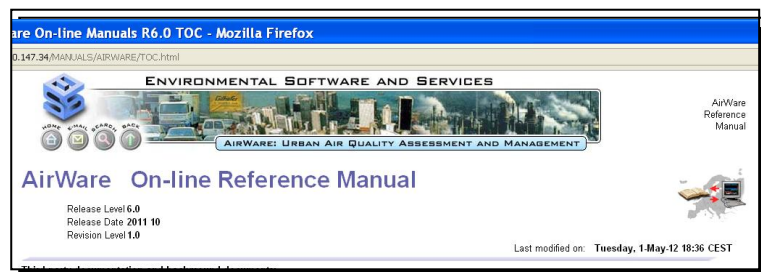 are On-line Manuals R6.0 TOC - Mozilla Firefox
0.147.34/MANUALS/AIRWARE/TOC.html
ENVIRONMENTAL SOFTWARE AND SERVICES
HOME E-MAIL SEARCH BACK
AIRWARE: URBAN AIR QUALITY ASSESSMENT AND MANAGEMENT
AirWare
Reference
Manual
AirWare On-line Reference Manual
Release Level 6.0
Release Date 2011 10
Revision Level 1.0
Last modified on: Tuesday, 1-May-12 18:36 CEST